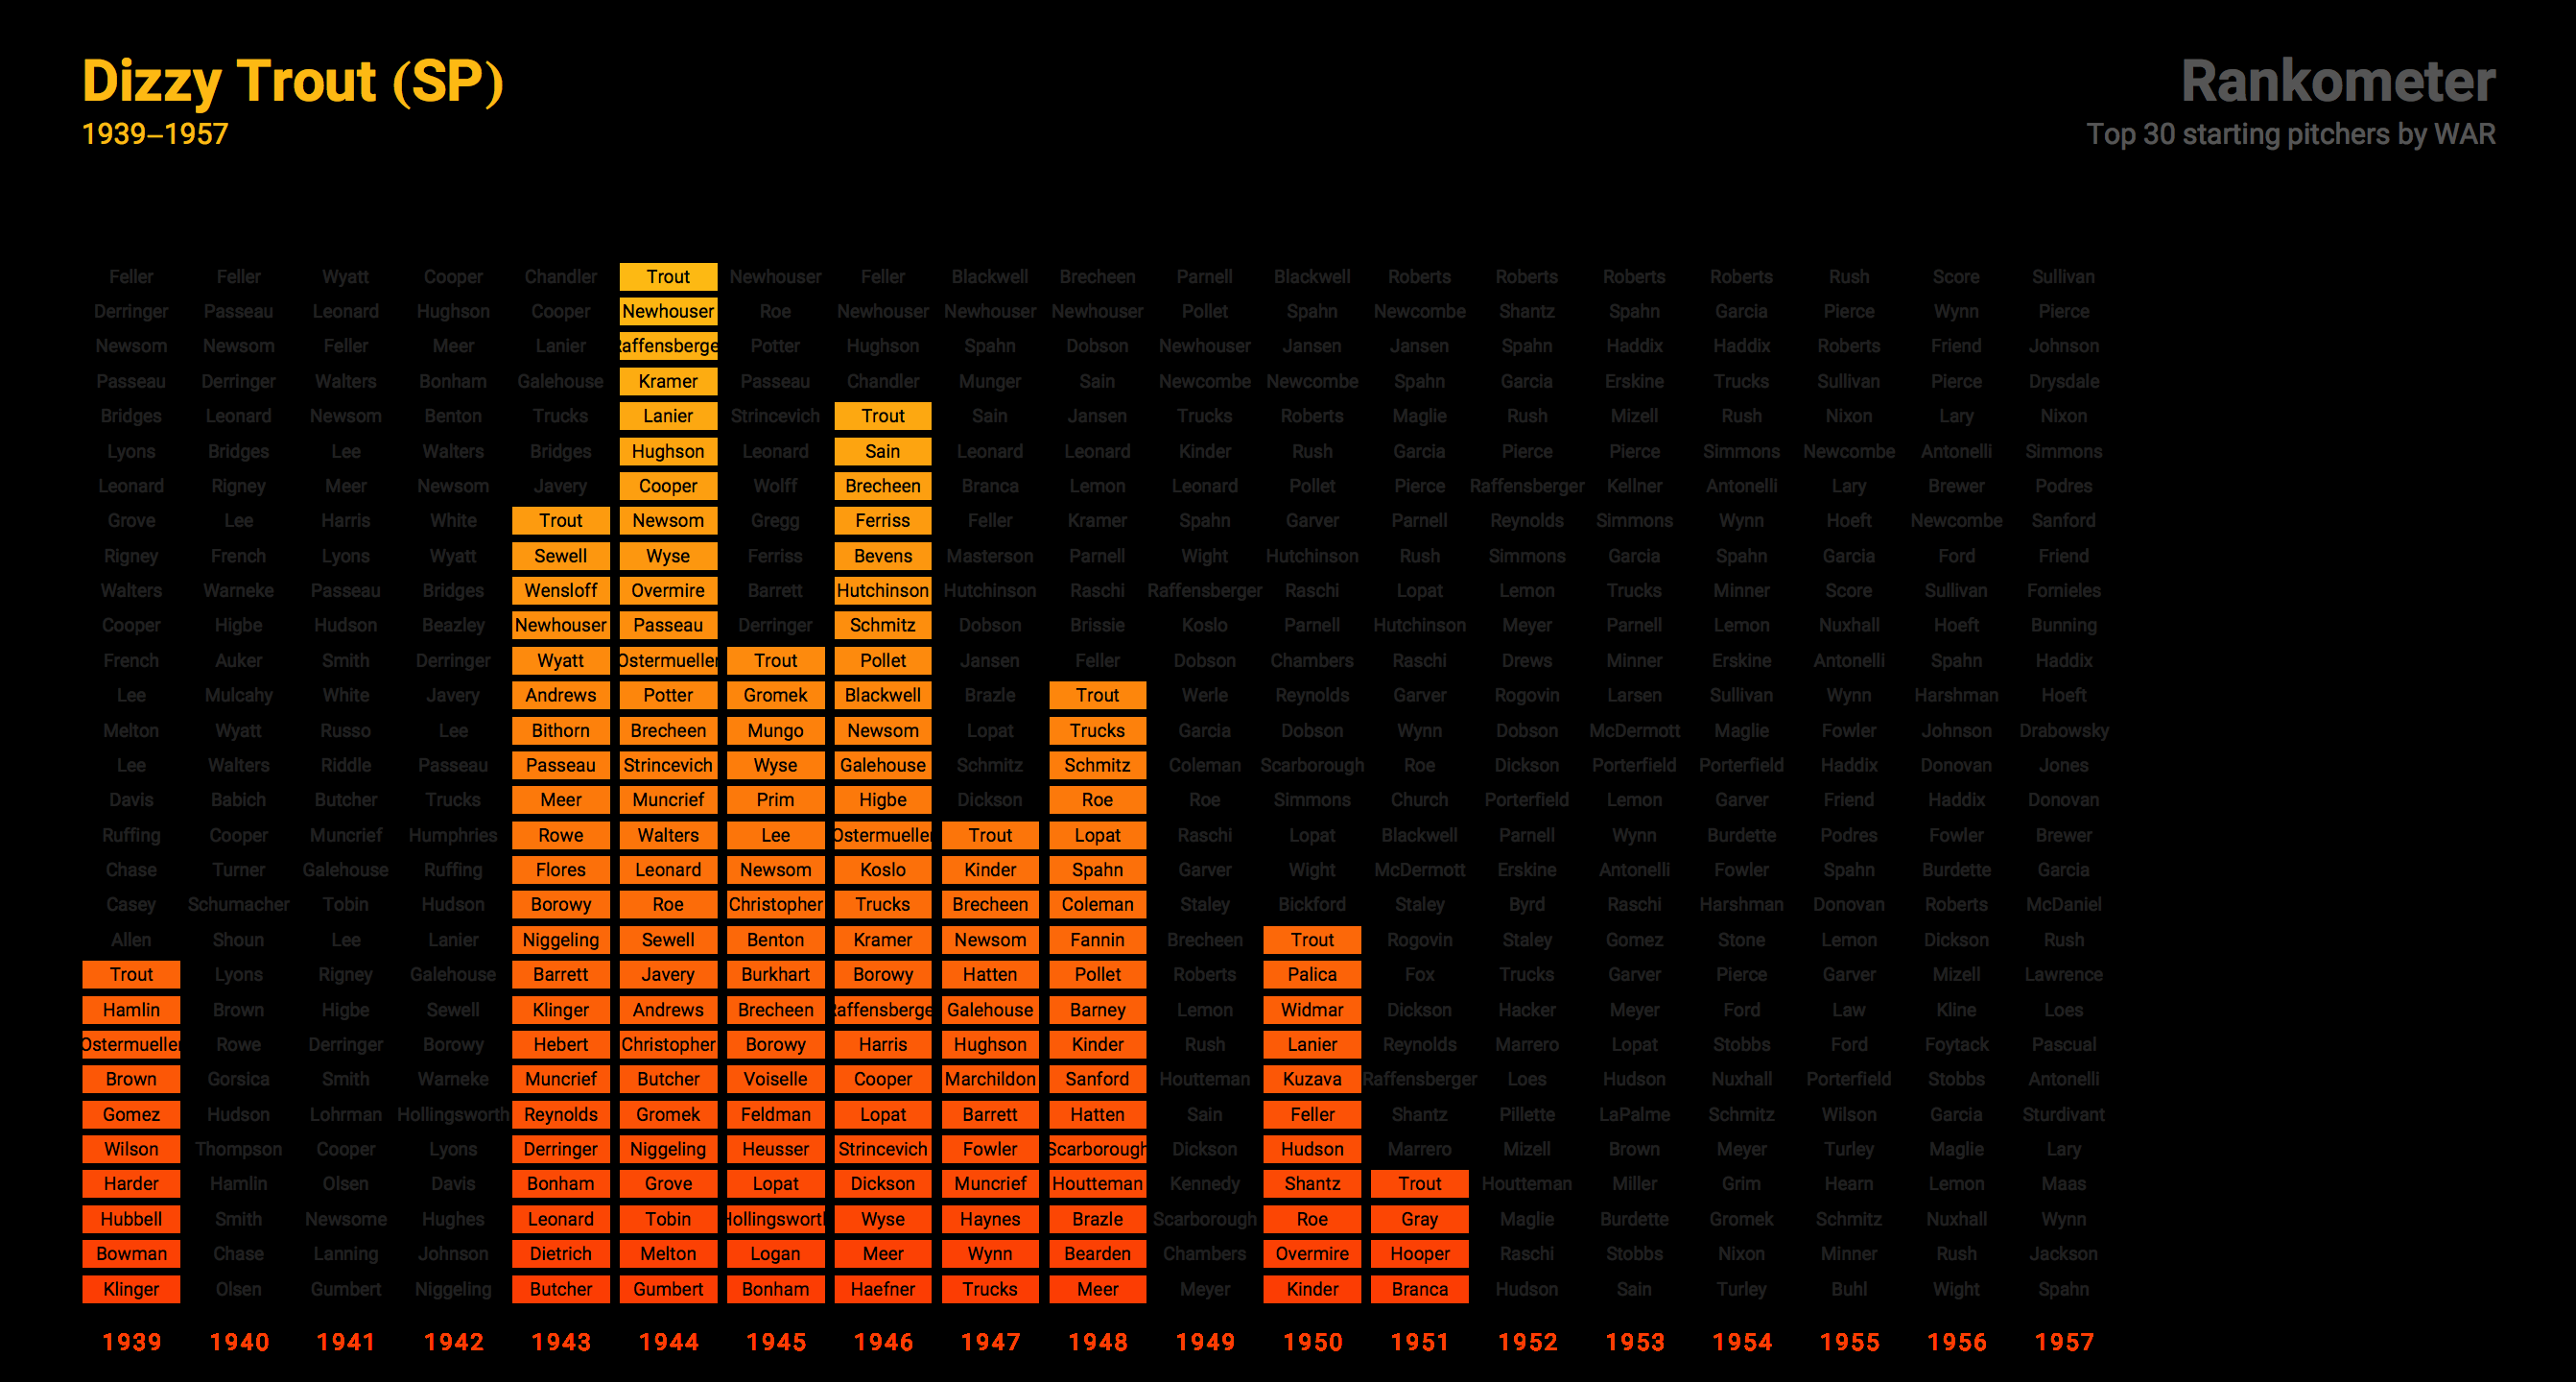 Dizzy Trout (SP)
1939–1957
Rankometer
Top 30 starting pitchers by WAR
Feller Feller Wyatt Cooper Chandler Trout Newhouser Feller Blackwell Brecheen Parnell Blackwell Roberts Roberts Roberts Roberts Rush Score Sullivan
Derringer Passeau Leonard Hughson Cooper Newhouser Roe Newhouser Newhouser Newhouser Pollet Spahn Newcombe Shantz Spahn Garcia Pierce Wynn Pierce
Newsom Newsom Feller Meer Lanier Raffensberge Potter Hughson Spahn Dobson Newhouser Jansen Jansen Spahn Haddix Haddix Roberts Friend Johnson
Passeau Derringer Walters Bonham Galehouse Kramer Passeau Chandler Munger Sain Newcombe Newcombe Spahn Garcia Erskine Trucks Sullivan Pierce Drysdale
Bridges Leonard Newsom Benton Trucks Lanier Strincevich Trout Sain Jansen Trucks Roberts Maglie Rush Mizell Rush Nixon Lary Nixon
Lyons Bridges Lee Walters Bridges Hughson Leonard Sain Leonard Leonard Kinder Rush Garcia Pierce Pierce Simmons Newcombe Antonelli Simmons
Leonard Rigney Meer Newsom Javery Cooper Wolff Brecheen Branca Lemon Leonard Pollet Pierce Raffensberger Kellner Antonelli Lary Brewer Podres
Grove Lee Harris White Trout Newsom Gregg Ferriss Feller Kramer Spahn Garver Parnell Reynolds Simmons Wynn Hoeft Newcombe Sanford
Rigney French Lyons Wyatt Sewell Wyse Ferriss Bevens Masterson Parnell Wight Hutchinson Rush Simmons Garcia Spahn Garcia Ford Friend
Walters Warneke Passeau Bridges Wensloff Overmire Barrett Hutchinson Hutchinson Raschi Raffensberger Raschi Lopat Lemon Trucks Minner Score Sullivan Fornieles
Cooper Higbe Hudson Beazley Newhouser Passeau Derringer Schmitz Dobson Brissie Koslo Parnell Hutchinson Meyer Parnell Lemon Nuxhall Hoeft Bunning
French Auker Smith Derringer Wyatt Ostermueller Trout Pollet Jansen Feller Dobson Chambers Raschi Drews Minner Erskine Antonelli Spahn Haddix
Lee Mulcahy White Javery Andrews Potter Gromek Blackwell Brazle Trout Werle Reynolds Garver Rogovin Larsen Sullivan Wynn Harshman Hoeft
Melton Wyatt Russo Lee Bithorn Brecheen Mungo Newsom Lopat Trucks Garcia Dobson Wynn Dobson McDermott Maglie Fowler Johnson Drabowsky
Lee Walters Riddle Passeau Passeau Strincevich Wyse Galehouse Schmitz Schmitz Coleman Scarborough Roe Dickson Porterfield Porterfield Haddix Donovan Jones
Davis Babich Butcher Trucks Meer Muncrief Prim Higbe Dickson Roe Roe Simmons Church Porterfield Lemon Garver Friend Haddix Donovan
Ruffing Cooper Muncrief Humphries Rowe Walters Lee Ostermueller Trout Lopat Raschi Lopat Blackwell Parnell Wynn Burdette Podres Fowler Brewer
Chase Turner Galehouse Ruffing Flores Leonard Newsom Koslo Kinder Spahn Garver Wight McDermott Erskine Antonelli Fowler Spahn Burdette Garcia
Casey Schumacher Tobin Hudson Borowy Roe Christopher Trucks Brecheen Coleman Staley Bickford Staley Byrd Raschi Harshman Donovan Roberts McDaniel
Allen Shoun Lee Lanier Niggeling Sewell Benton Kramer Newsom Fannin Brecheen Trout Rogovin Staley Gomez Stone Lemon Dickson Rush
Trout Lyons Rigney Galehouse Barrett Javery Burkhart Borowy Hatten Pollet Roberts Palica Fox Trucks Garver Pierce Garver Mizell Lawrence
Hamlin Brown Higbe Sewell Klinger Andrews Brecheen Raffensberge Galehouse Barney Lemon Widmar Dickson Hacker Meyer Ford Law Kline Loes
Ostermueller Rowe Derringer Borowy Hebert Christopher Borowy Harris Hughson Kinder Rush Lanier Reynolds Marrero Lopat Stobbs Ford Foytack Pascual
Brown Gorsica Smith Warneke Muncrief Butcher Voiselle Cooper Marchildon Sanford Houtteman Kuzava Raffensberger Loes Hudson Nuxhall Porterfield Stobbs Antonelli
Gomez Hudson Lohrman Hollingsworth Reynolds Gromek Feldman Lopat Barrett Hatten Sain Feller Shantz Pillette LaPalme Schmitz Wilson Garcia Sturdivant
Wilson Thompson Cooper Lyons Derringer Niggeling Heusser Strincevich Fowler Scarborough Dickson Hudson Marrero Mizell Brown Meyer Turley Maglie Lary
Harder Hamlin Olsen Davis Bonham Grove Lopat Dickson Muncrief Houtteman Kennedy Shantz Trout Houtteman Miller Grim Hearn Lemon Maas
Hubbell Smith Newsome Hughes Leonard Tobin Hollingsworth Wyse Haynes Brazle Scarborough Roe Gray Maglie Burdette Gromek Schmitz Nuxhall Wynn
Bowman Chase Lanning Johnson Dietrich Melton Logan Meer Wynn Bearden Chambers Overmire Hooper Raschi Stobbs Nixon Minner Rush Jackson
Klinger Olsen Gumbert Niggeling Butcher Gumbert Bonham Haefner Trucks Meer Meyer Kinder Branca Hudson Sain Turley Buhl Wight Spahn
1939 1940 1941 1942 1943 1944 1945 1946 1947 1948 1949 1950 1951 1952 1953 1954 1955 1956 1957